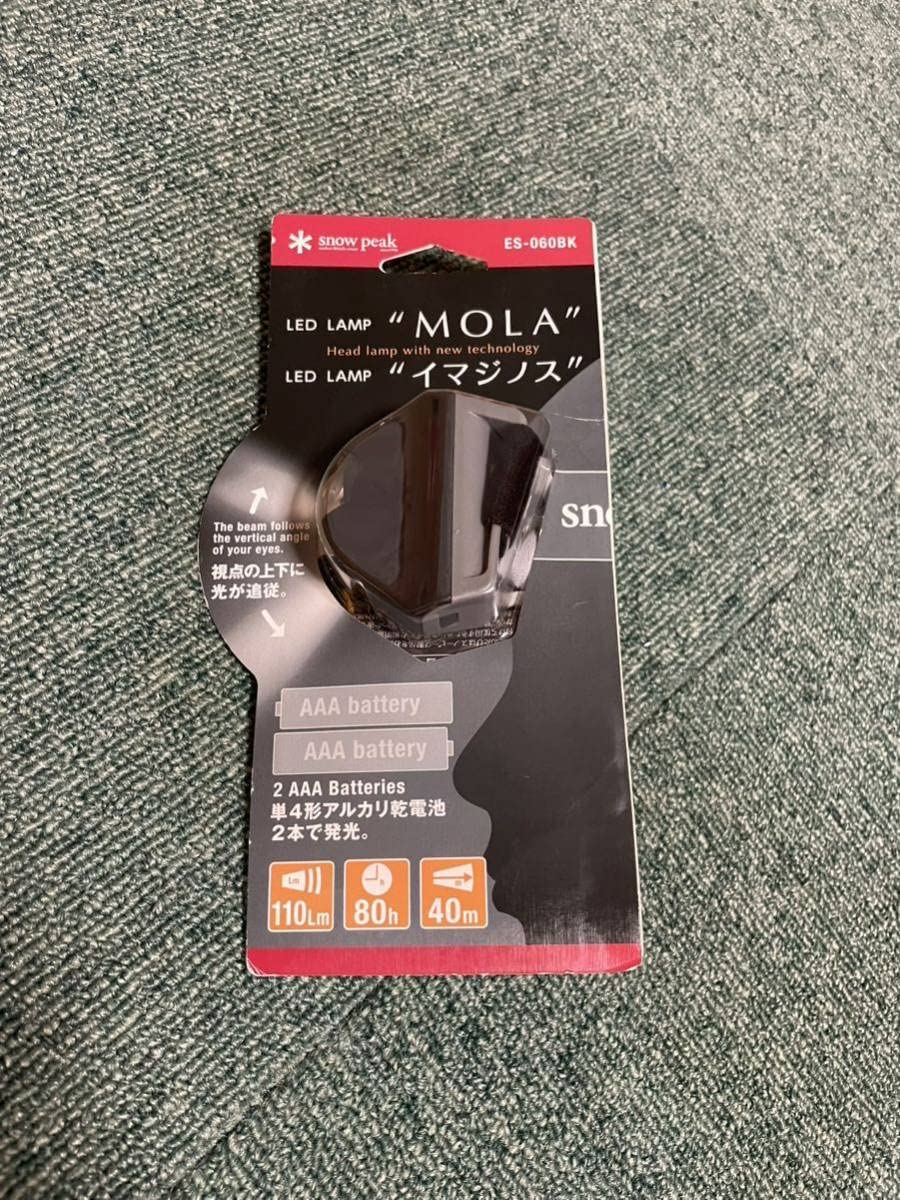 snow peak
ES-060BK
LED LAMP “MOLA”
Head lamp with new technology
LED LAMP “イマジノス”
sn
The beam follows
the vertical angle
of your eyes.
視点の上下に
光が追従。
AAA battery
AAA battery
2 AAA Batteries
単4形アルカリ乾電池
2本で発光。
Lm
h
m
110Lm
80h
40m